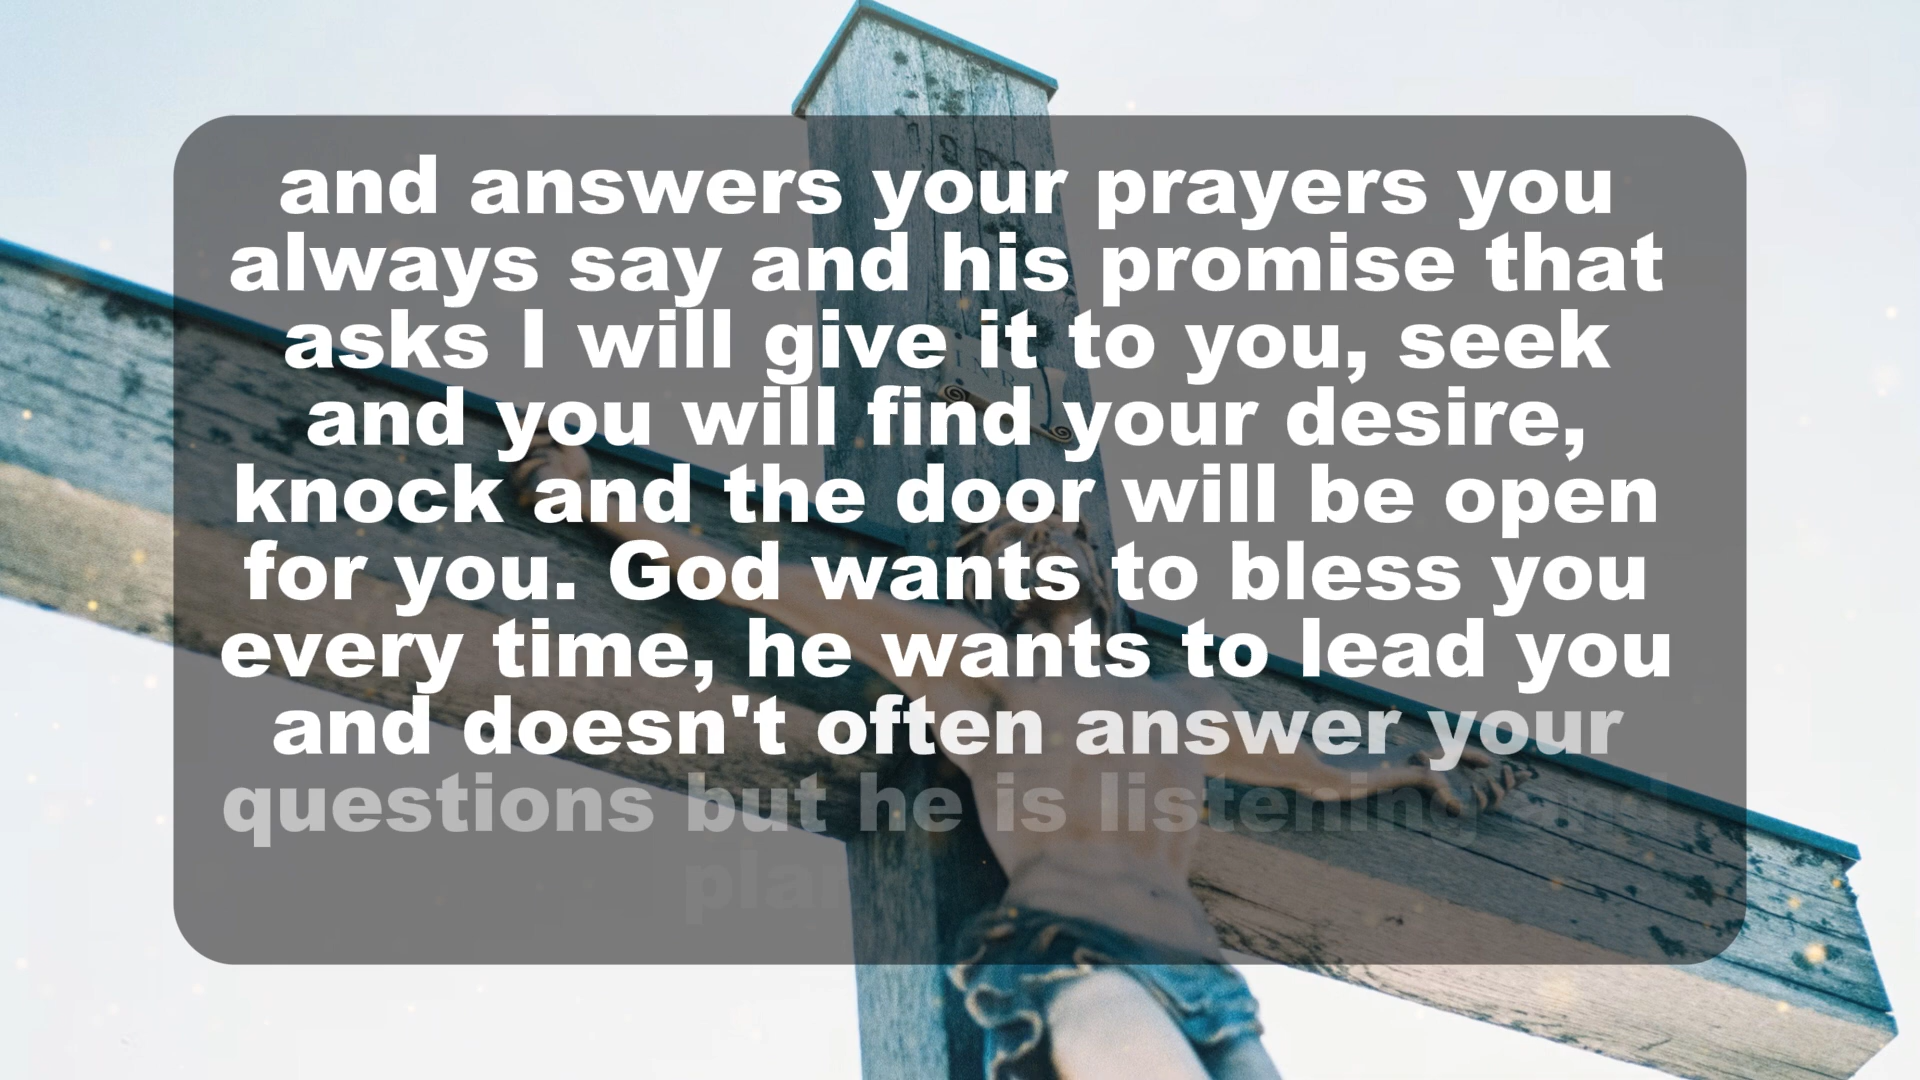 and answers your prayers you
always say and his promise that
asks I will give it to you, seek
and you will find your desire,
knock and the door will be open
for you. God wants to bless you
every time, he wants to lead you
and doesn't often answer your
questions but he is listening and